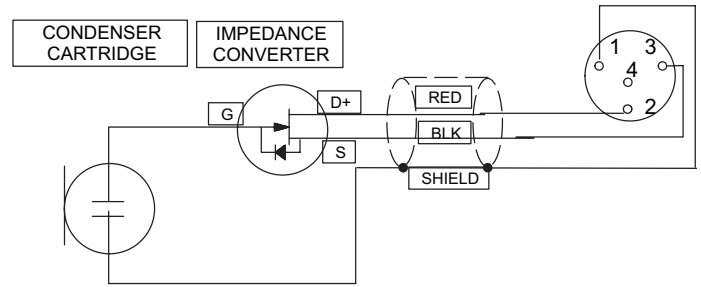 CONDENSER
CARTRIDGE
IMPEDANCE
CONVERTER
G
D+
S
RED
BLK
SHIELD
1
3
4
2